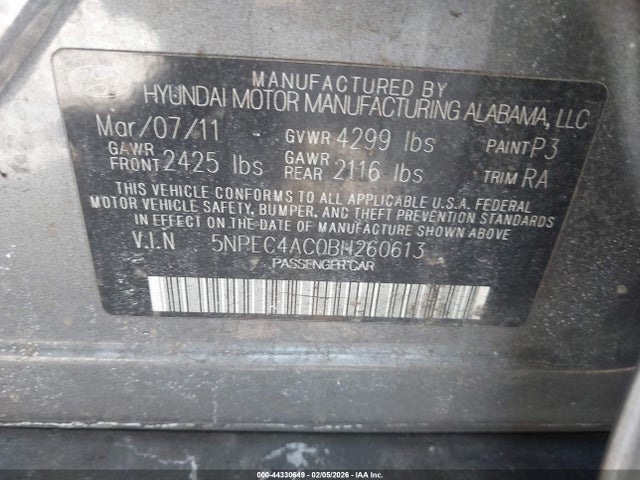 MANUFACTURED BY
HYUNDAI MOTOR MANUFACTURING ALABAMA, LLC
Mar/07/11 GVWR 4299 lbs PAINT P3
GAWR FRONT 2425 lbs GAWR REAR 2116 lbs TRIM RA
THIS VEHICLE CONFORMS TO ALL APPLICABLE U.S.A. FEDERAL
MOTOR VEHICLE SAFETY, BUMPER, AND THEFT PREVENTION STANDARDS
IN EFFECT ON THE DATE OF MANUFACTURE SHOWN ABOVE.
V.I.N 5NPEC4AC0BH260613
PASSENGER CAR
© COPART - 44330649 - 02/05/2026 - IAA Inc.